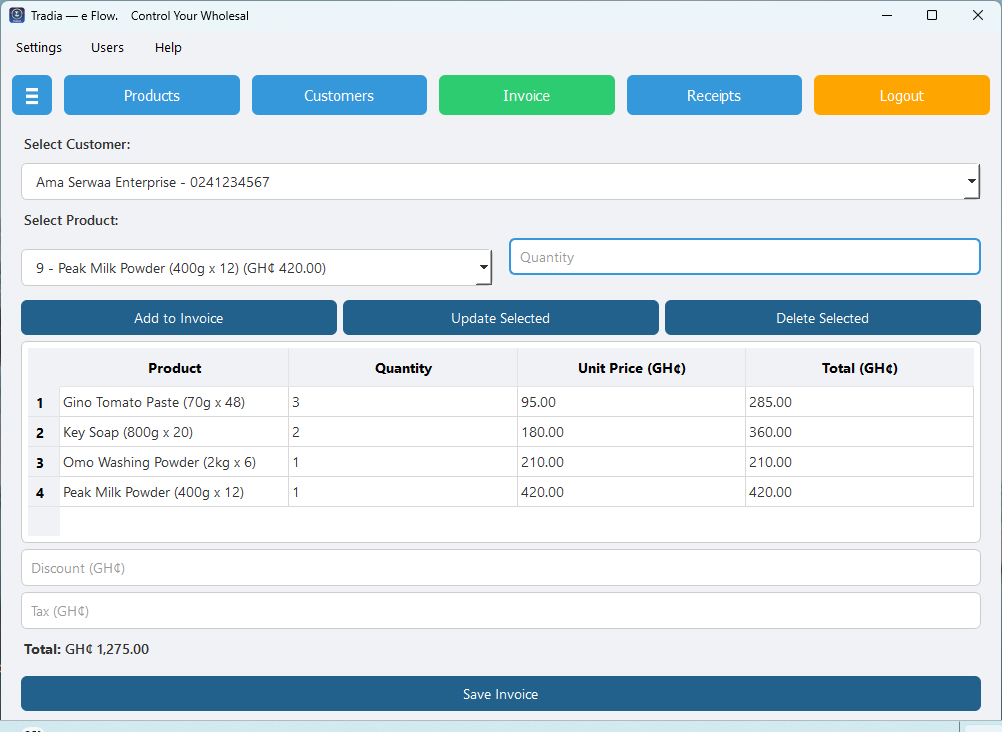 Tradia — e Flow. Control Your Wholesal
Settings Users Help
Products Customers Invoice Receipts Logout
Select Customer:
Ama Serwaa Enterprise - 0241234567
Select Product:
9 - Peak Milk Powder (400g x 12) (GH₵ 420.00) Quantity
Add to Invoice Update Selected Delete Selected
Product Quantity Unit Price (GH₵) Total (GH₵)
1 Gino Tomato Paste (70g x 48) 3 95.00 285.00
2 Key Soap (800g x 20) 2 180.00 360.00
3 Omo Washing Powder (2kg x 6) 1 210.00 210.00
4 Peak Milk Powder (400g x 12) 1 420.00 420.00
Discount (GH₵)
Tax (GH₵)
Total: GH₵ 1,275.00
Save Invoice